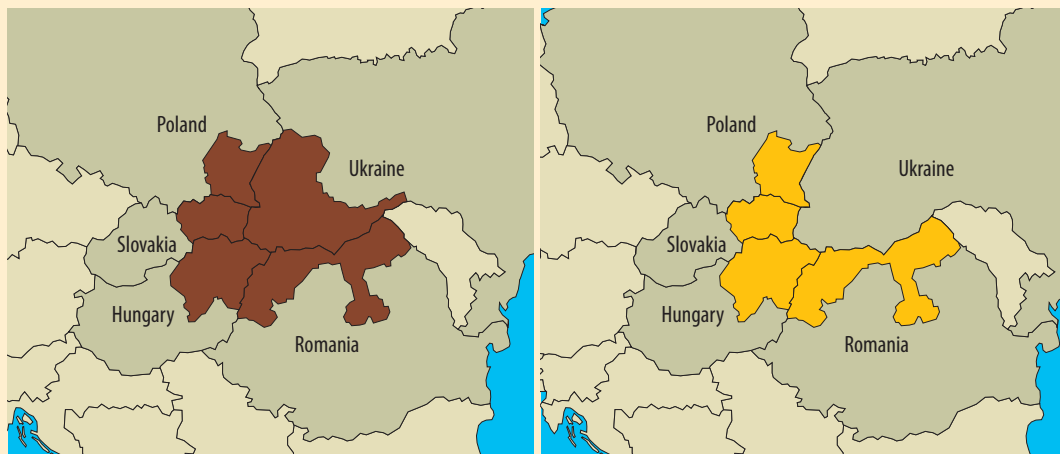 Poland
Ukraine
Slovakia
Hungary
Romania
Poland
Ukraine
Slovakia
Hungary
Romania